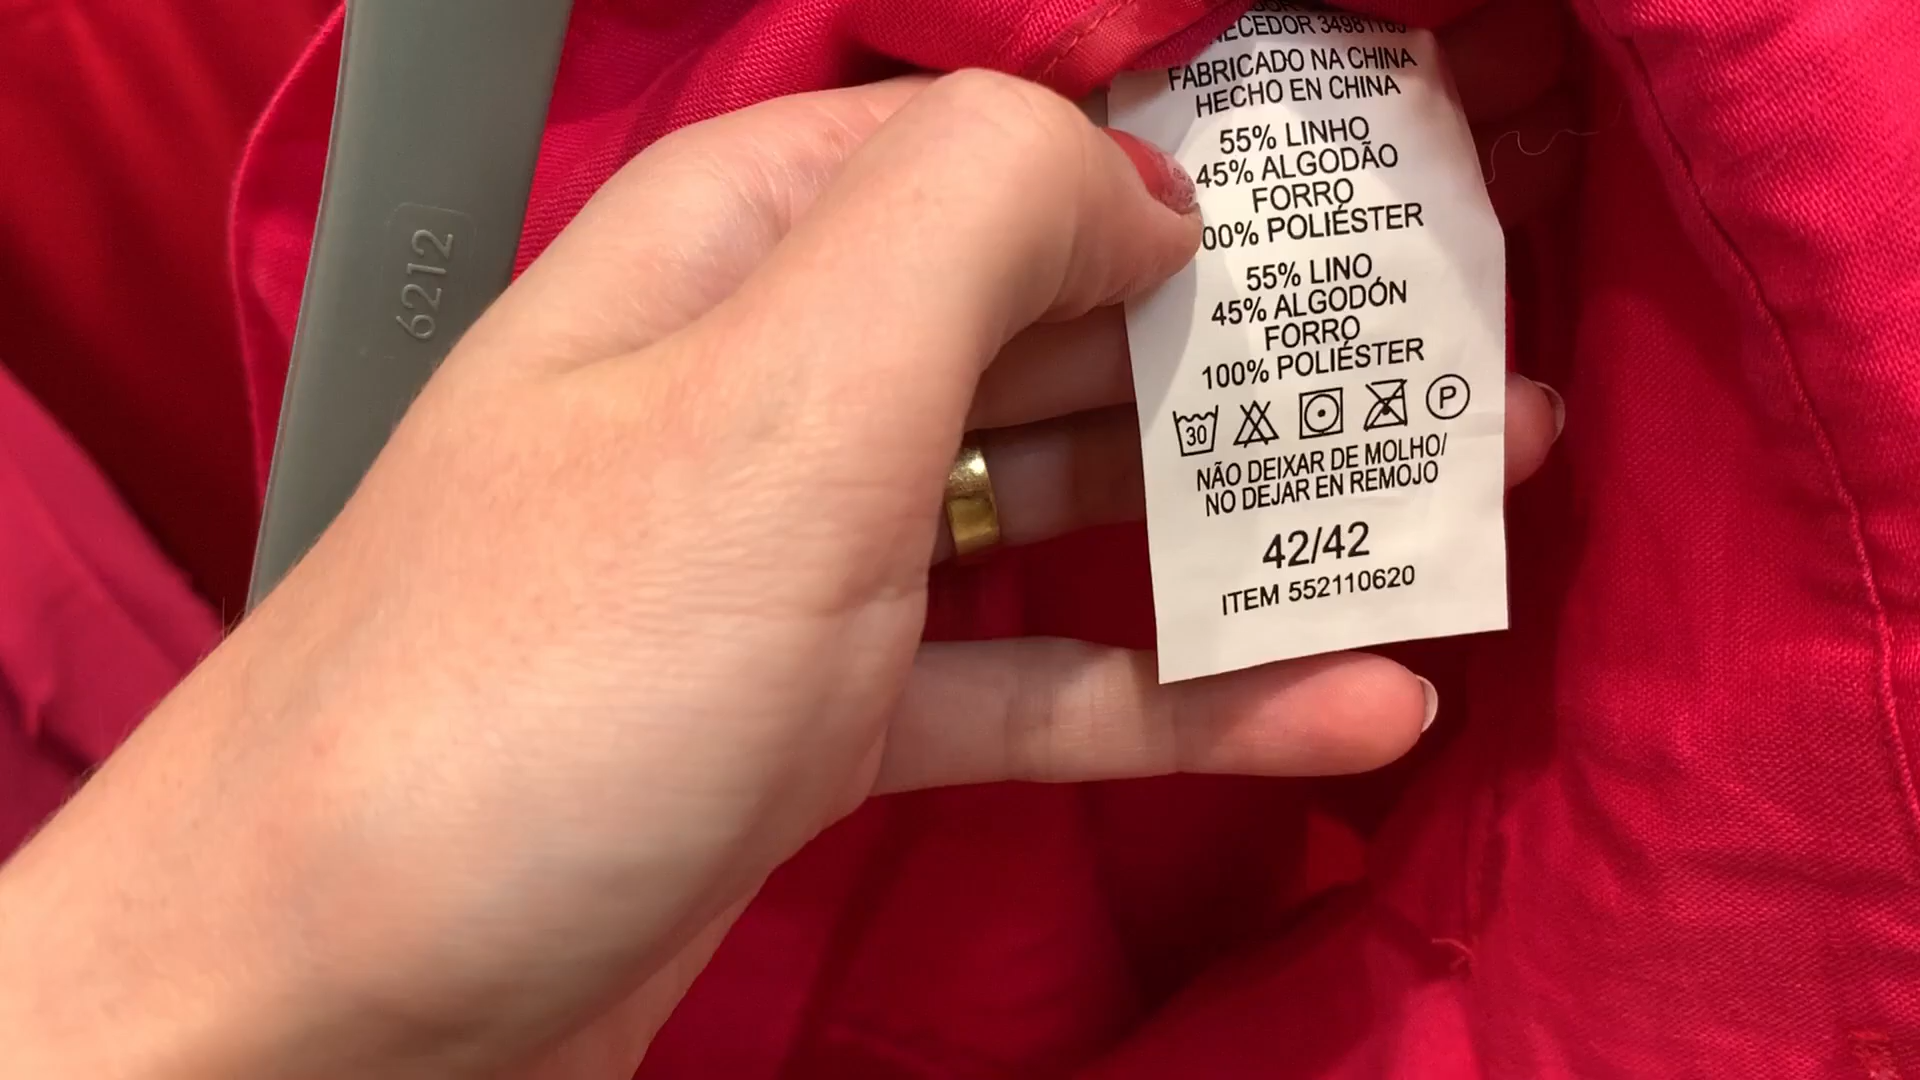 FABRICADO NA CHINA
HECHO EN CHINA
55% LINHO
45% ALGODÃO
FORRO
00% POLIÉSTER
55% LINO
45% ALGODÓN
FORRO
100% POLIÉSTER
30
P
NÃO DEIXAR DE MOLHO/
NO DEJAR EN REMOJO
42/42
ITEM 552110620
6212